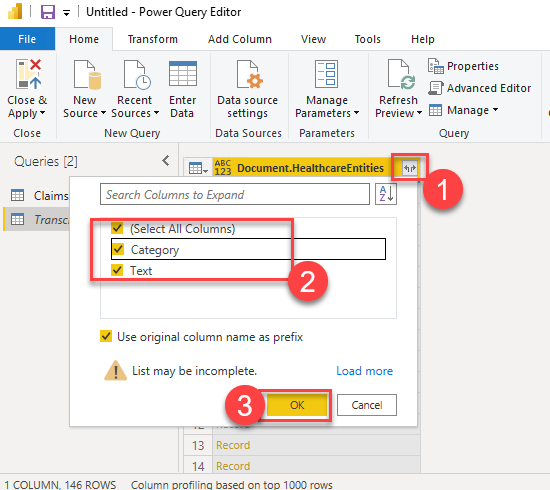 Untitled - Power Query Editor
File Home Transform Add Column View Tools Help
Close & Apply New Source Recent Sources Enter Data Data source settings Manage Parameters Refresh Preview Properties
Advanced Editor
Manage
Close New Query Data Sources Parameters Query
Queries [2]
ABC 123 Document.HealthcareEntities
1
Claims
Search Columns to Expand
A Z
Transc
(Select All Columns)
Category
Text
2
Use original column name as prefix
List may be incomplete. Load more
3 OK Cancel
12 Record
13 Record
14 Record
1 COLUMN, 146 ROWS Column profiling based on top 1000 rows